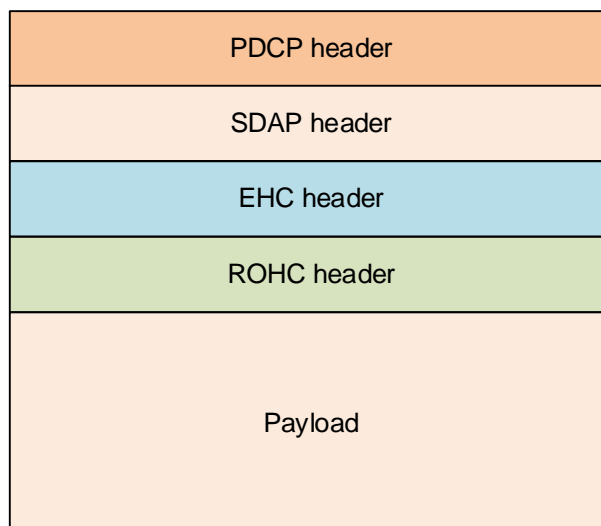 PDCP header
SDAP header
EHC header
ROHC header
Payload